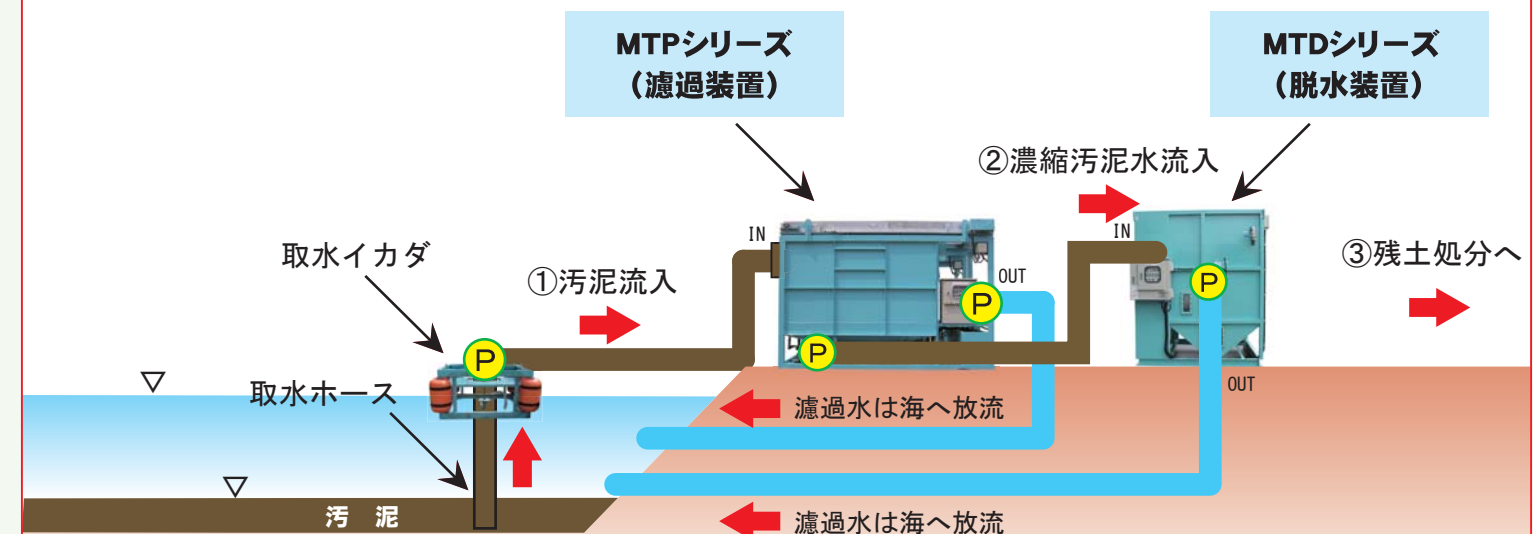 MTPシリーズ
（濾過装置）
MTDシリーズ
（脱水装置）
②濃縮汚泥水流入
IN
IN
取水イカダ
①汚泥流入
OUT
③残土処分へ
P
P
P
P
取水ホース
OUT
濾過水は海へ放流
汚 泥
濾過水は海へ放流